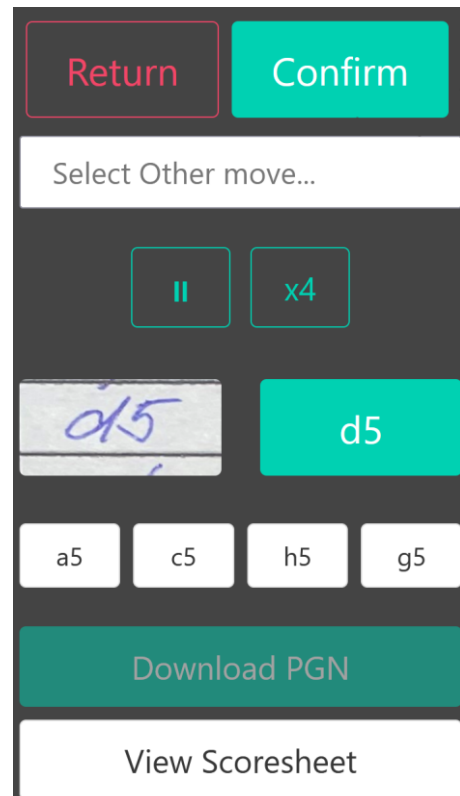 Return Confirm
Select Other move...
x4
d5 d5
a5 c5 h5 g5
Download PGN
View Scoresheet